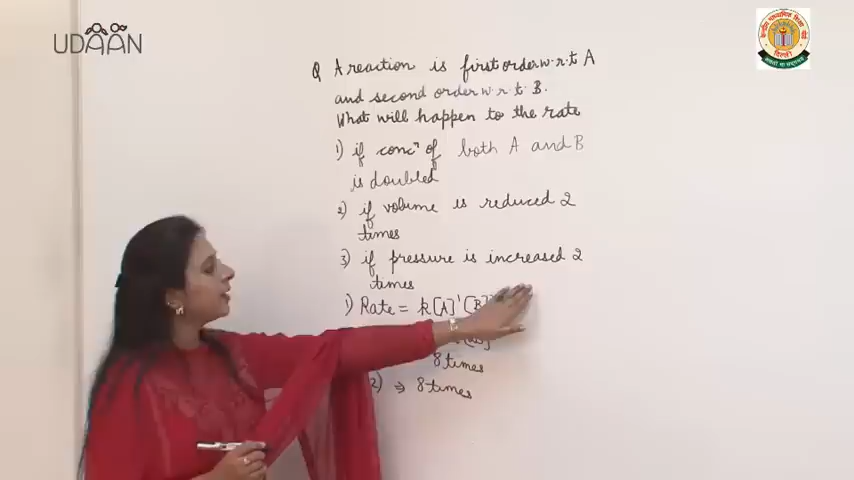 UDAAN
Q A reaction is first order w.r.t A
and second order w.r.t. B.
What will happen to the rate
1) if concⁿ of both A and B
is doubled
2) if volume is reduced 2
times
3) if pressure is increased 2
times
1) Rate = k[A]¹[B]
8 times
2) ⇒ 8 times